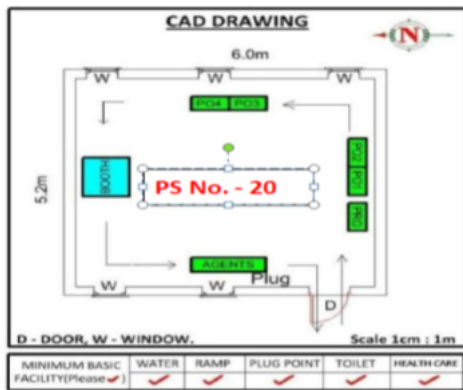 CAD DRAWING
N
6.0m
W W W
PO4 PO3
PO2
PO1
5.2m
BOOTH
PS No. - 20
PRO
AGENTS
Plug
W W
D
D - DOOR, W - WINDOW. Scale 1cm : 1m
MINIMUM BASIC FACILITY(Please ✓) WATER RAMP PLUG POINT TOILET HEALTH CARE
✓ ✓ ✓ ✓ ✓